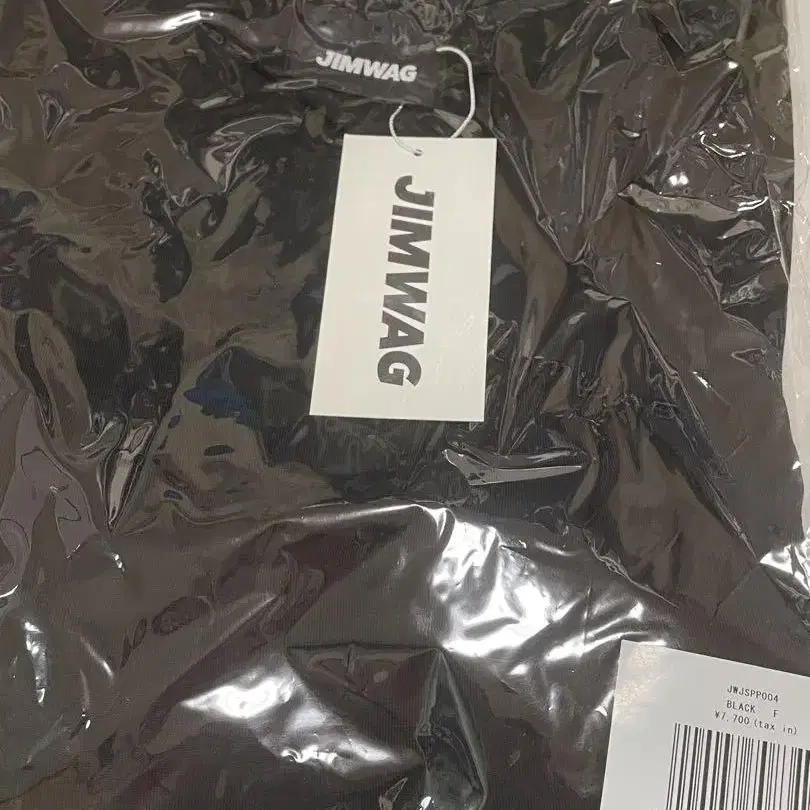 JIMWAG
JIMWAG
JWJSPP004
BLACK F
¥7,700 (tax in)